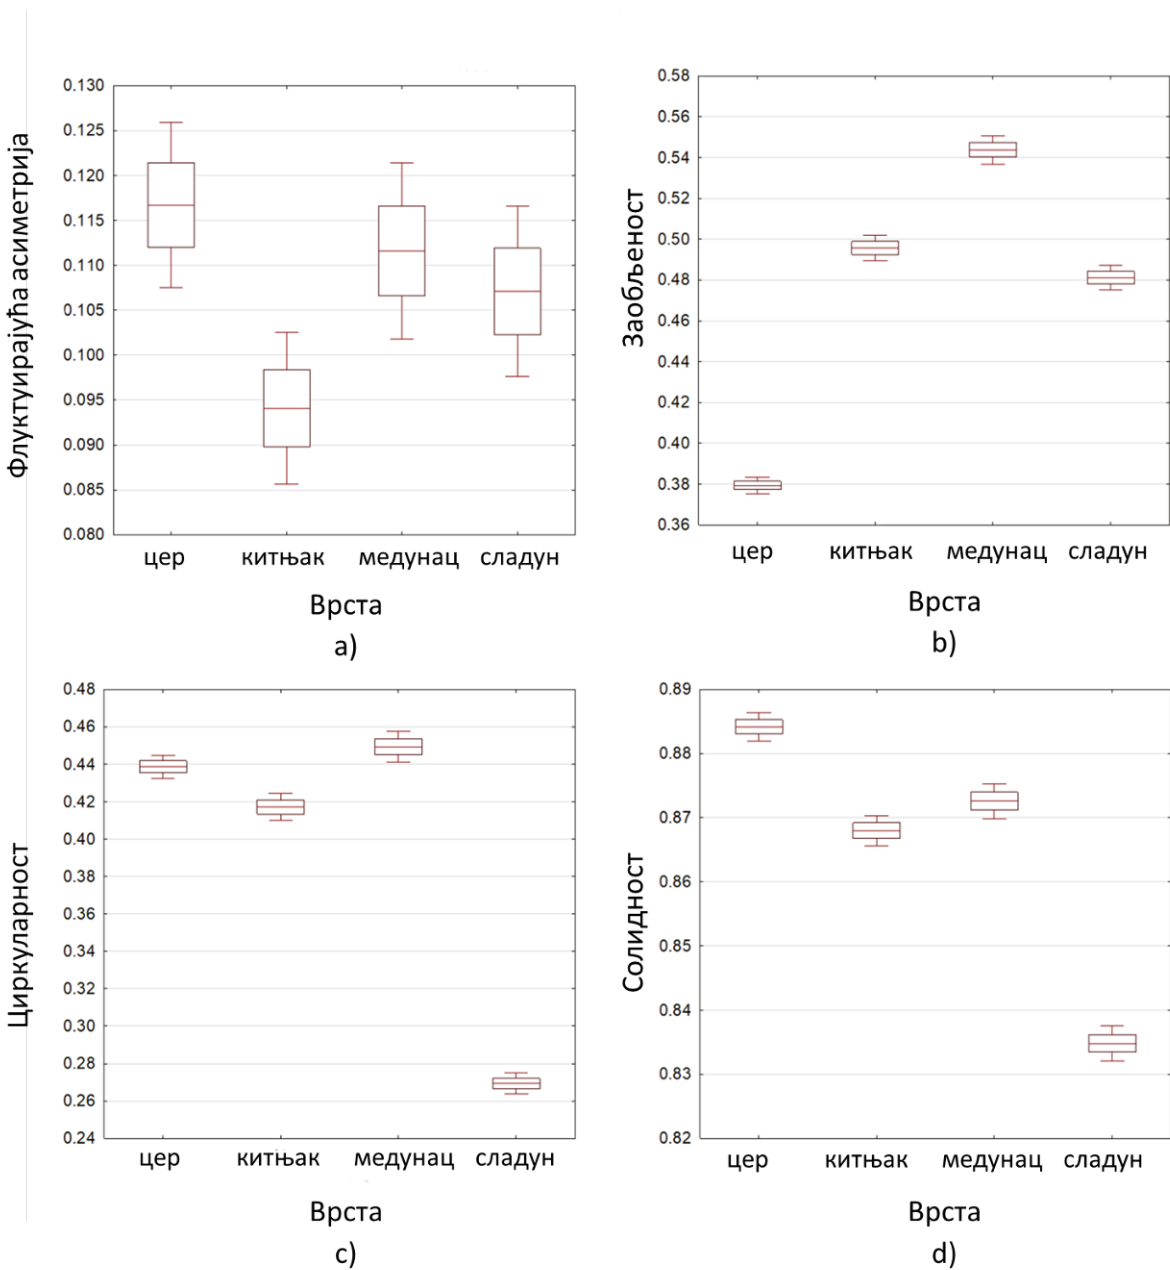 Флуктуирајућа асиметрија
0.130
0.125
0.120
0.115
0.110
0.105
0.100
0.095
0.090
0.085
0.080
цер китњак медунац сладун
Врста
a)
Заобљеност
0.58
0.56
0.54
0.52
0.50
0.48
0.46
0.44
0.42
0.40
0.38
0.36
цер китњак медунац сладун
Врста
b)
Циркуларност
0.48
0.46
0.44
0.42
0.40
0.38
0.36
0.34
0.32
0.30
0.28
0.26
0.24
цер китњак медунац сладун
Врста
c)
Солидност
0.89
0.88
0.87
0.86
0.85
0.84
0.83
0.82
цер китњак медунац сладун
Врста
d)